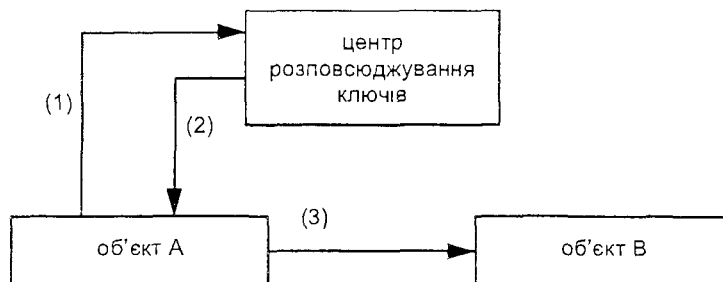 центр
розповсюджування
ключів
(1)
(2)
(3)
об'єкт А
об'єкт В